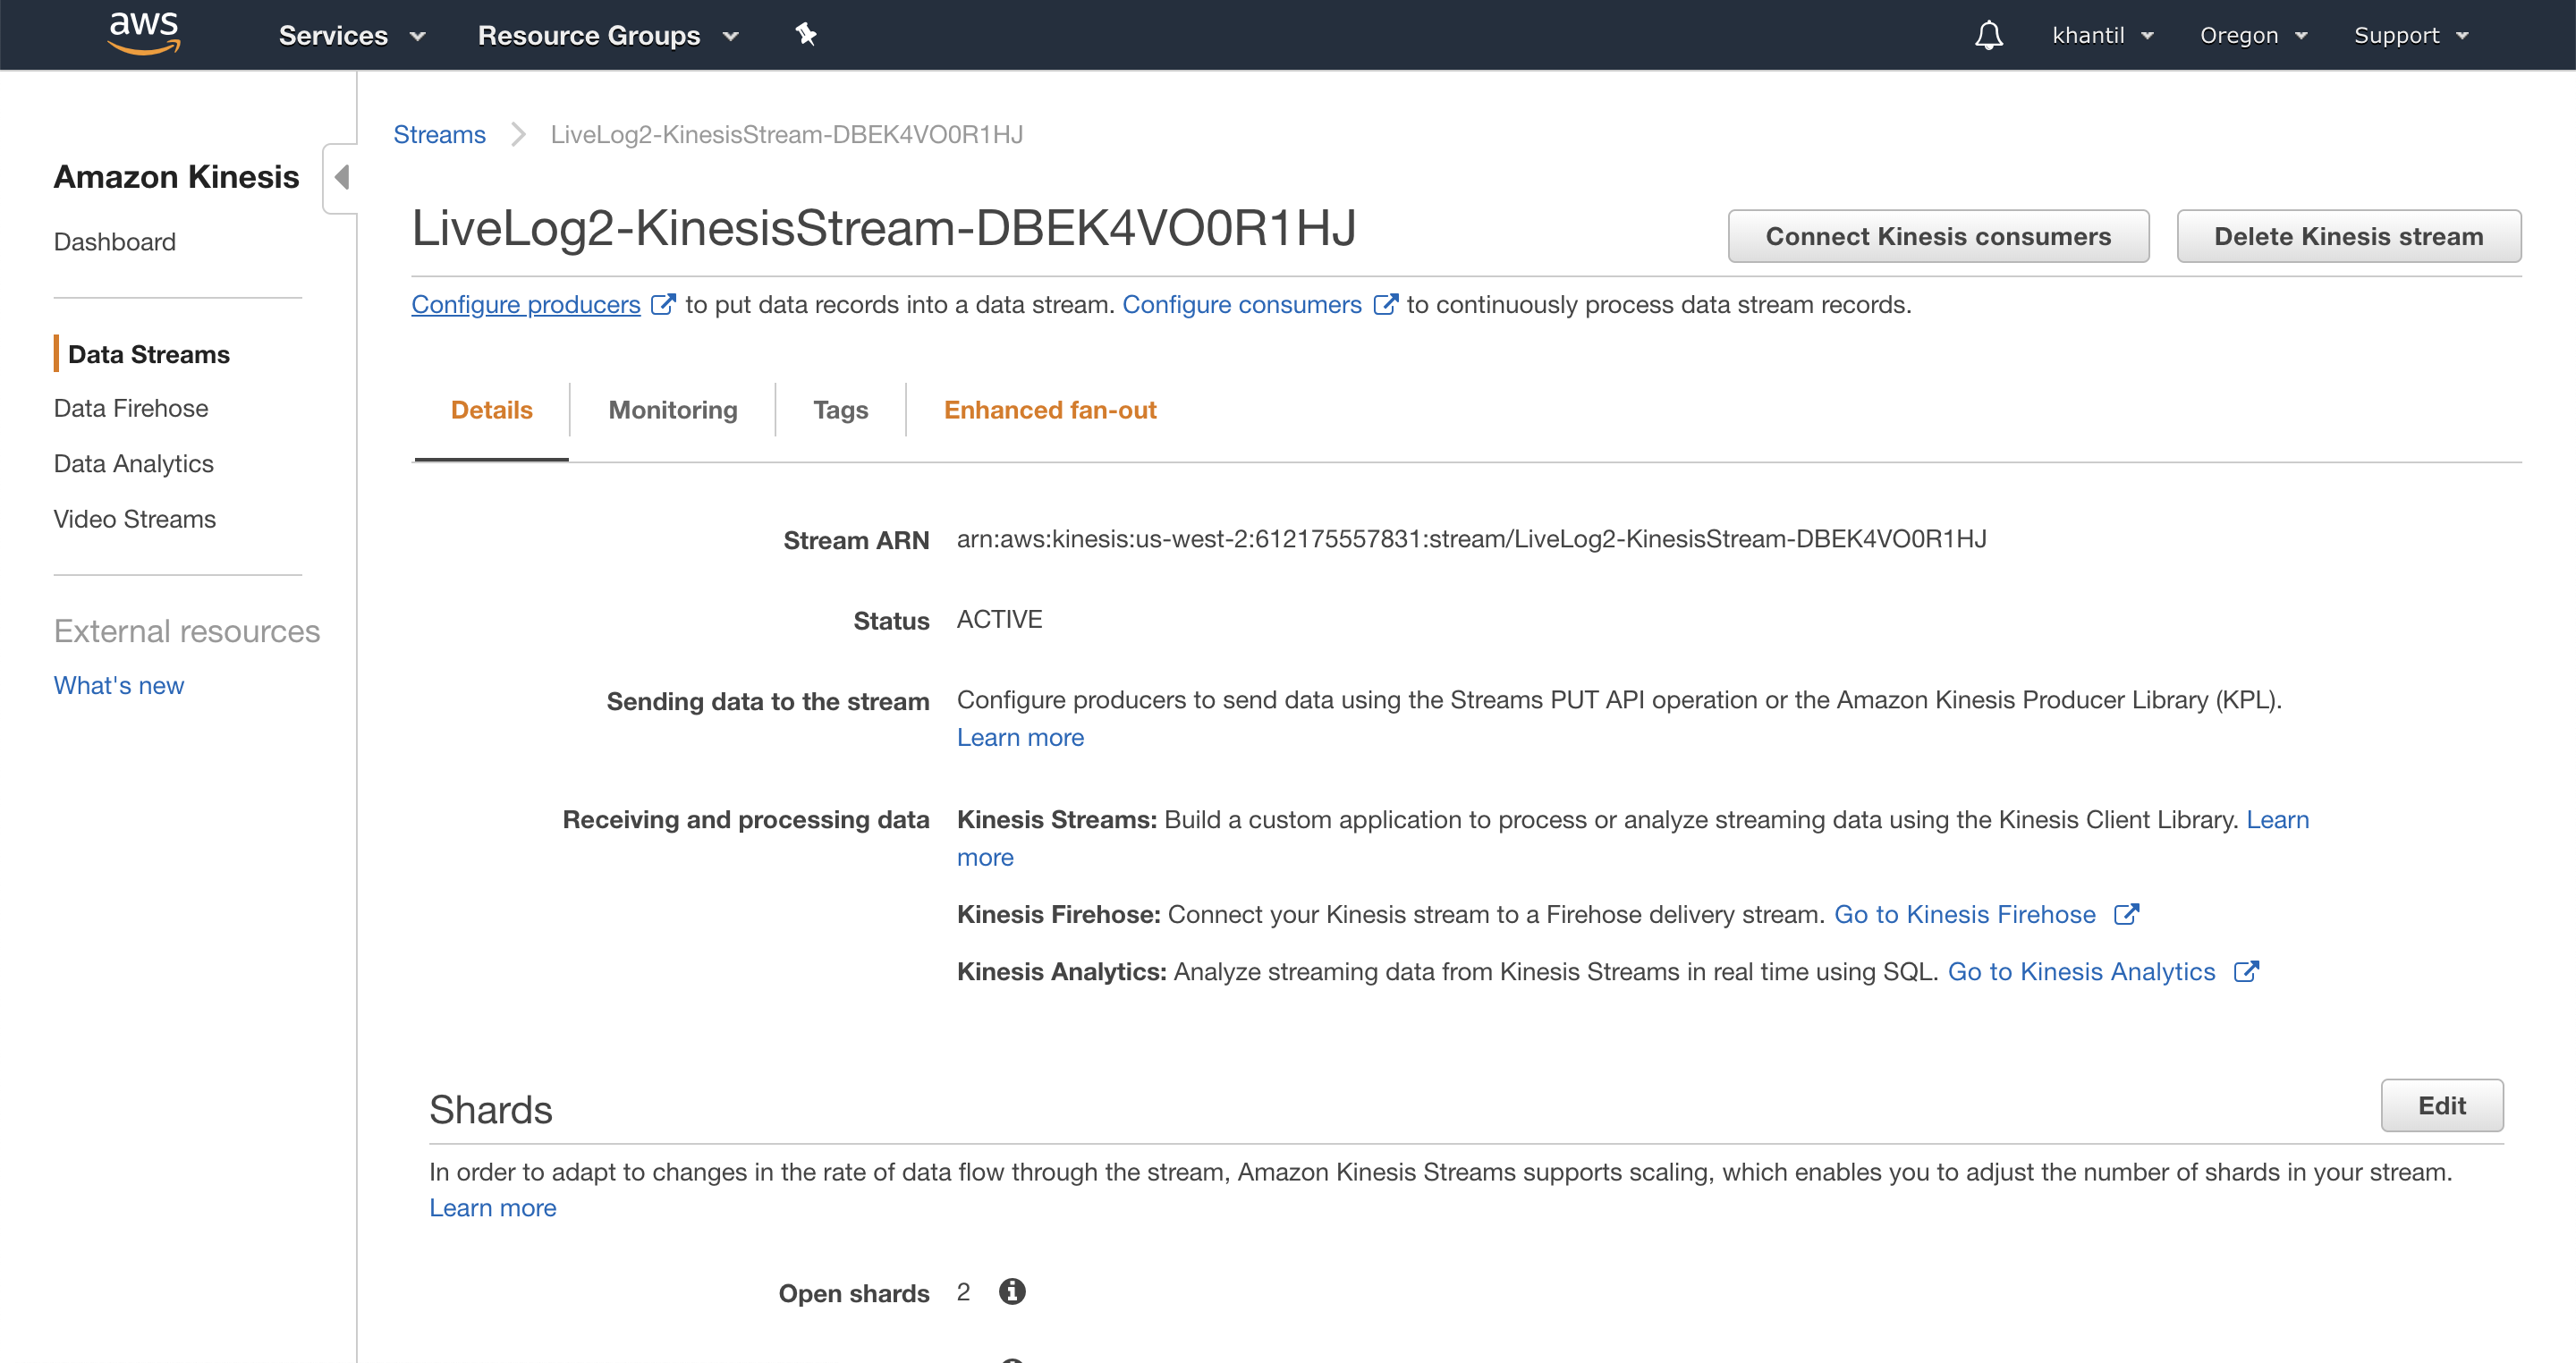 aws
Services
Resource Groups
khantil
Oregon
Support
Amazon Kinesis
Dashboard
Data Streams
Data Firehose
Data Analytics
Video Streams
External resources
What's new
Streams
LiveLog2-KinesisStream-DBEK4VO0R1HJ
LiveLog2-KinesisStream-DBEK4VO0R1HJ
Connect Kinesis consumers
Delete Kinesis stream
Configure producers to put data records into a data stream. Configure consumers to continuously process data stream records.
Details
Monitoring
Tags
Enhanced fan-out
Stream ARN arn:aws:kinesis:us-west-2:612175557831:stream/LiveLog2-KinesisStream-DBEK4VO0R1HJ
Status ACTIVE
Sending data to the stream Configure producers to send data using the Streams PUT API operation or the Amazon Kinesis Producer Library (KPL).
Learn more
Receiving and processing data Kinesis Streams: Build a custom application to process or analyze streaming data using the Kinesis Client Library. Learn
more
Kinesis Firehose: Connect your Kinesis stream to a Firehose delivery stream. Go to Kinesis Firehose
Kinesis Analytics: Analyze streaming data from Kinesis Streams in real time using SQL. Go to Kinesis Analytics
Shards
Edit
In order to adapt to changes in the rate of data flow through the stream, Amazon Kinesis Streams supports scaling, which enables you to adjust the number of shards in your stream.
Learn more
Open shards 2